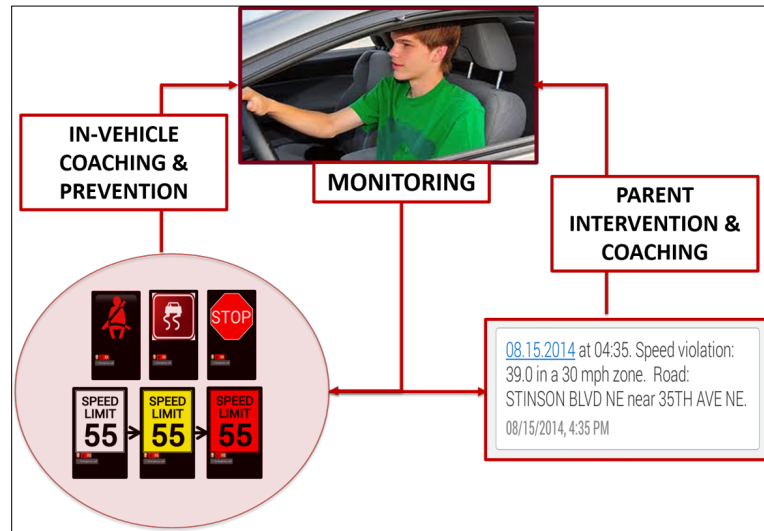 IN-VEHICLE
COACHING &
PREVENTION
MONITORING
PARENT
INTERVENTION &
COACHING
STOP
SPEED
LIMIT
55
SPEED
LIMIT
55
SPEED
LIMIT
55
08.15.2014 at 04:35. Speed violation:
39.0 in a 30 mph zone. Road:
STINSON BLVD NE near 35TH AVE NE.
08/15/2014, 4:35 PM